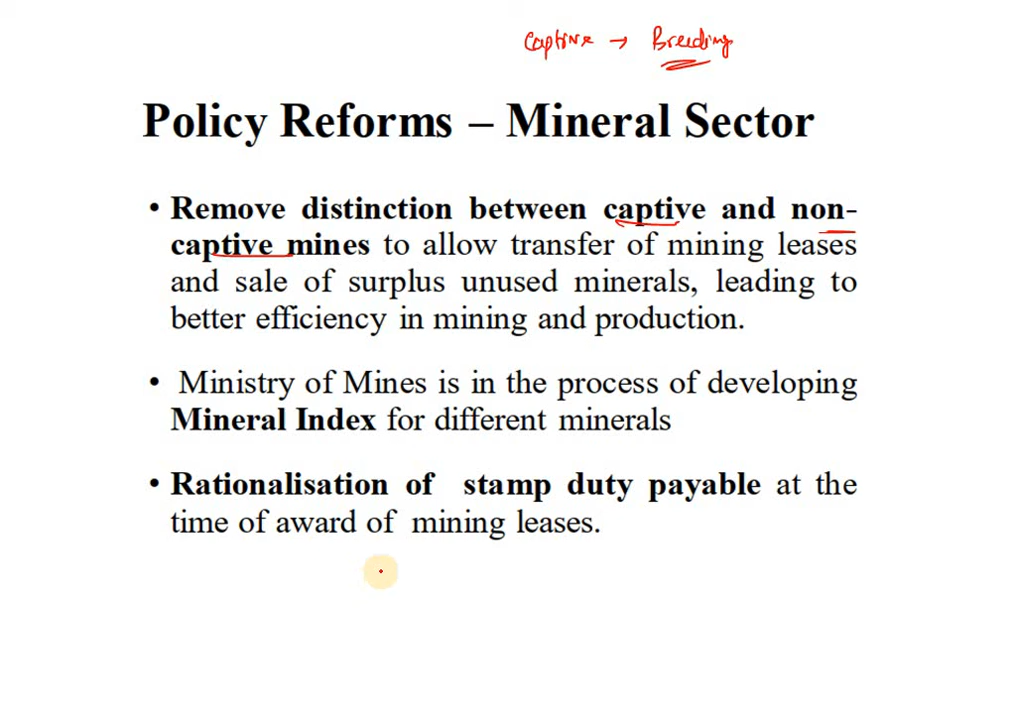 Captive → Breeding
Policy Reforms – Mineral Sector
• Remove distinction between captive and non-
captive mines to allow transfer of mining leases
and sale of surplus unused minerals, leading to
better efficiency in mining and production.
• Ministry of Mines is in the process of developing
Mineral Index for different minerals
• Rationalisation of stamp duty payable at the
time of award of mining leases.